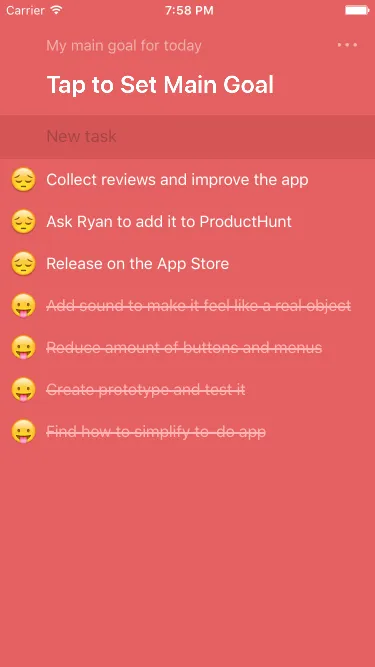 Carrier 7:58 PM
My main goal for today
Tap to Set Main Goal
New task
Collect reviews and improve the app
Ask Ryan to add it to ProductHunt
Release on the App Store
Add sound to make it feel like a real object
Reduce amount of buttons and menus
Create prototype and test it
Find how to simplify to-do app